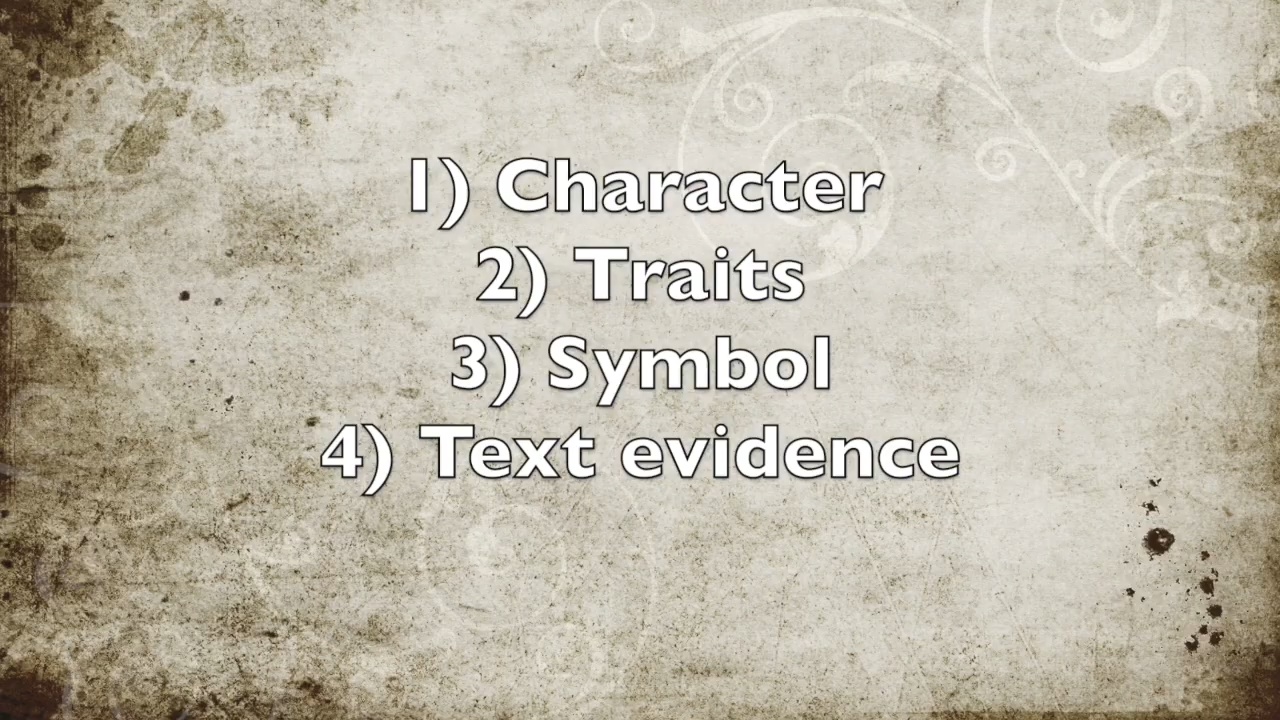 1) Character
2) Traits
3) Symbol
4) Text evidence